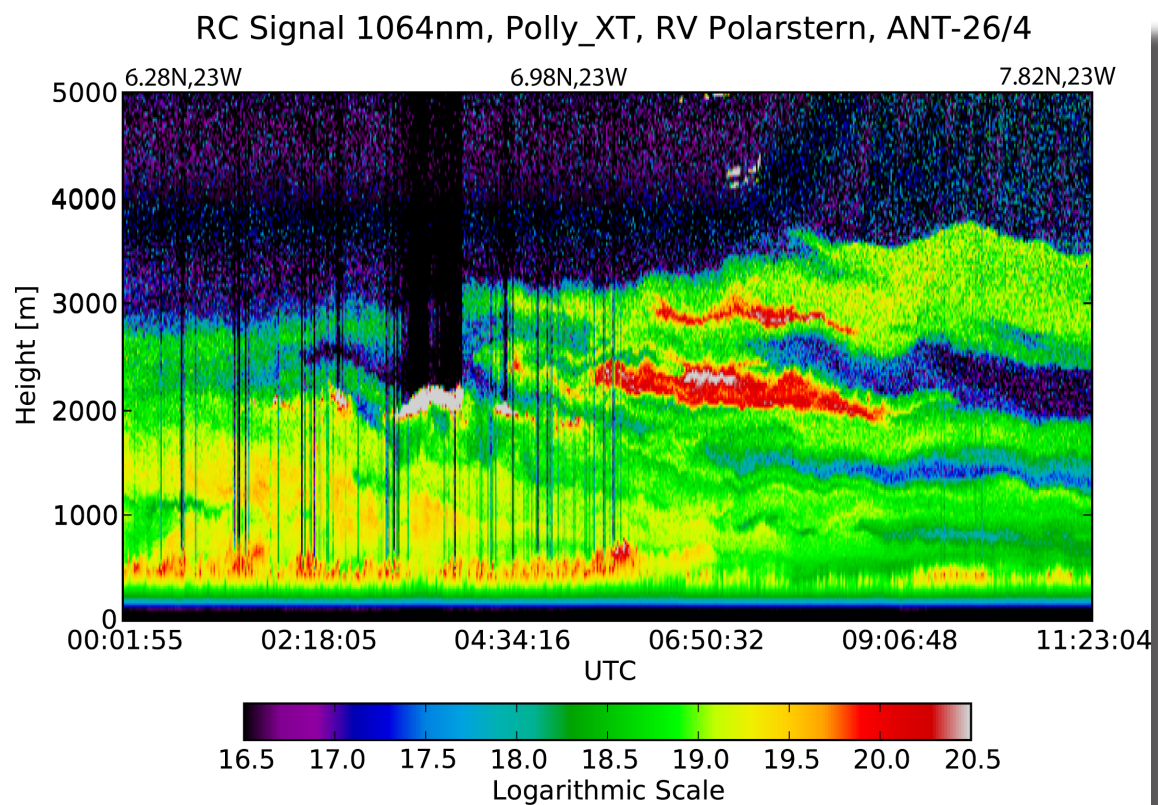 RC Signal 1064nm, Polly_XT, RV Polarstern, ANT-26/4
6.28N,23W 6.98N,23W 7.82N,23W
5000
4000
3000
2000
1000
0
Height [m]
00:01:55 02:18:05 04:34:16 06:50:32 09:06:48 11:23:04
UTC
16.5 17.0 17.5 18.0 18.5 19.0 19.5 20.0 20.5
Logarithmic Scale